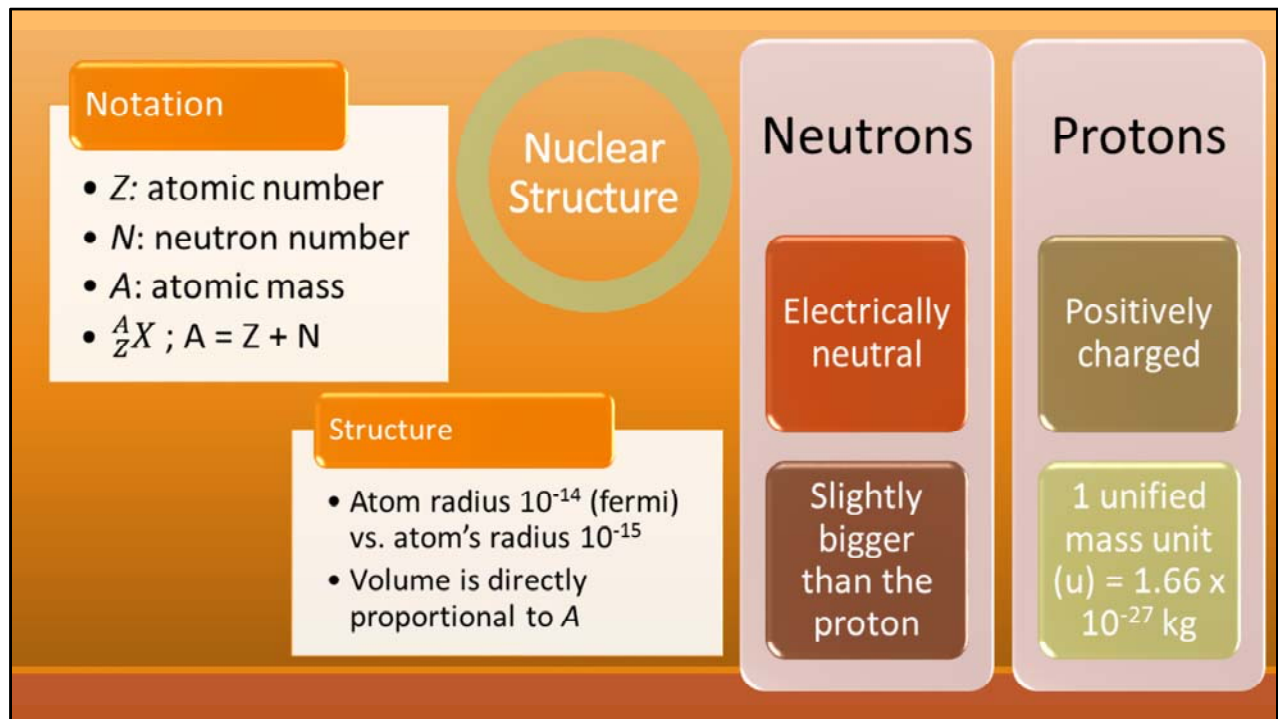 Notation
• Z: atomic number
• N: neutron number
• A: atomic mass
• ᴬ_ZX ; A = Z + N
Nuclear
Structure
Structure
• Atom radius 10⁻¹⁴ (fermi)
vs. atom's radius 10⁻¹⁵
• Volume is directly
proportional to A
Neutrons
Electrically
neutral
Slightly
bigger
than the
proton
Protons
Positively
charged
1 unified
mass unit
(u) = 1.66 x
10⁻²⁷ kg